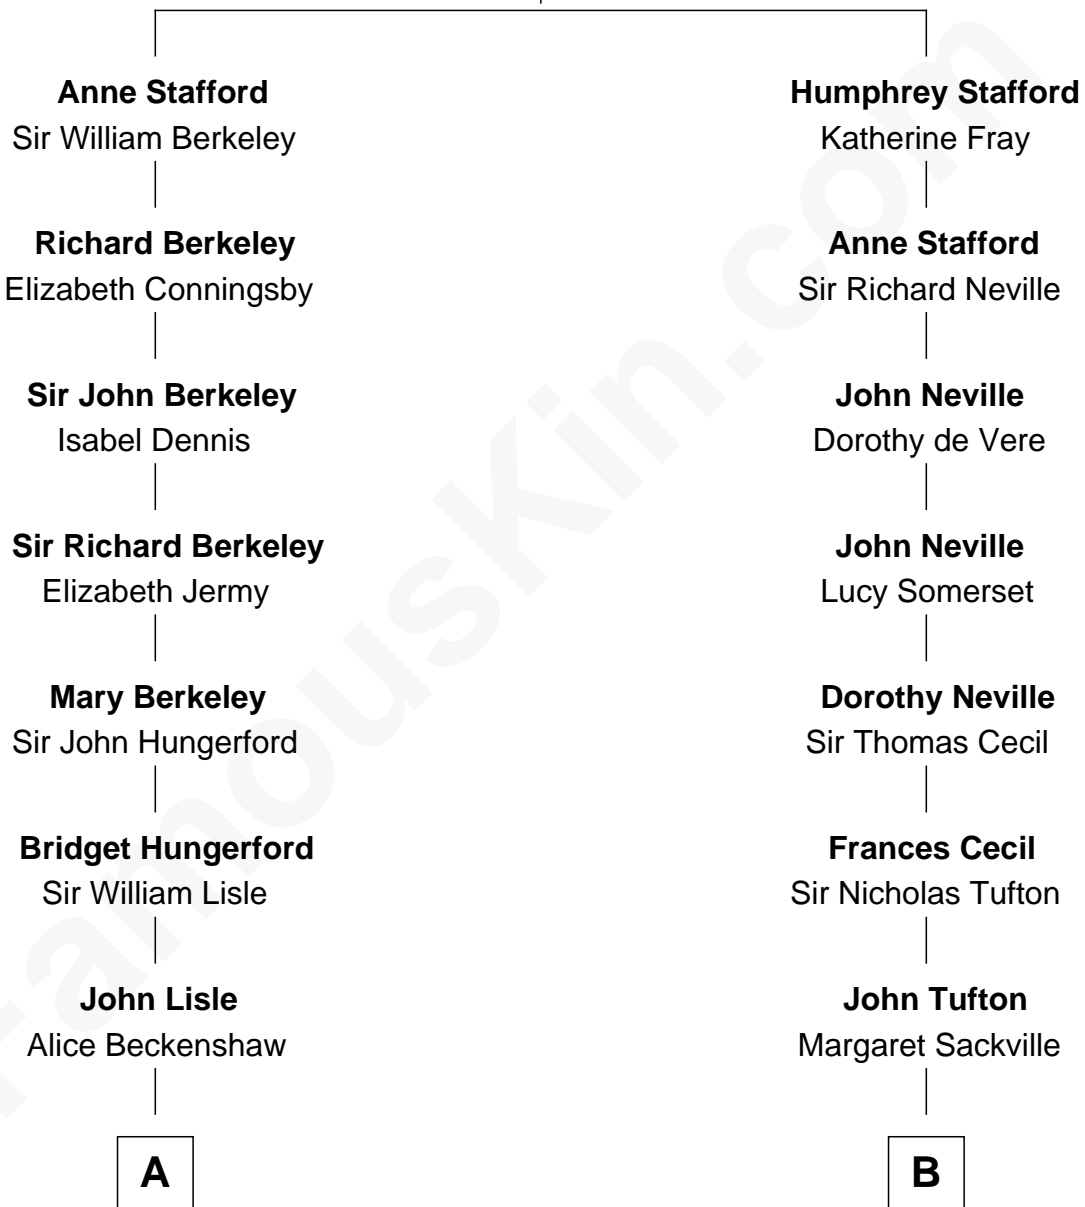 Anne Stafford
Sir William Berkeley
Humphrey Stafford
Katherine Fray
Richard Berkeley
Elizabeth Conningsby
Anne Stafford
Sir Richard Neville
Sir John Berkeley
Isabel Dennis
John Neville
Dorothy de Vere
Sir Richard Berkeley
Elizabeth Jermy
John Neville
Lucy Somerset
Mary Berkeley
Sir John Hungerford
Dorothy Neville
Sir Thomas Cecil
Bridget Hungerford
Sir William Lisle
Frances Cecil
Sir Nicholas Tufton
John Lisle
Alice Beckenshaw
John Tufton
Margaret Sackville
A
B
FamousKin.com